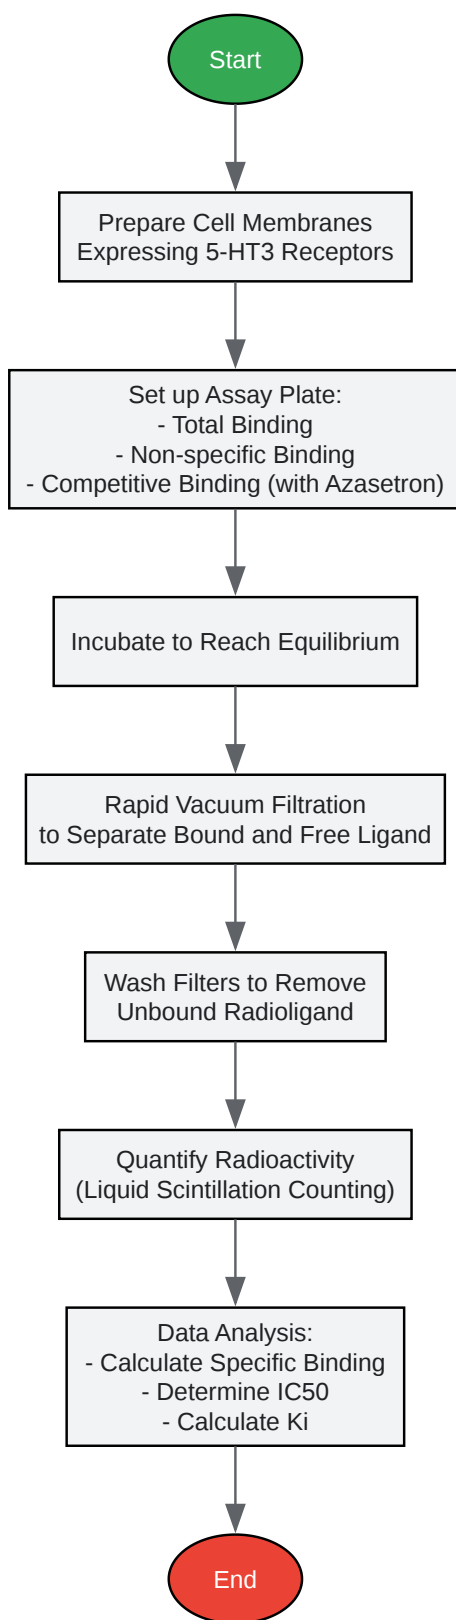 Start
Prepare Cell Membranes
Expressing 5-HT3 Receptors
Set up Assay Plate:
- Total Binding
- Non-specific Binding
- Competitive Binding (with Azasetron)
Incubate to Reach Equilibrium
Rapid Vacuum Filtration
to Separate Bound and Free Ligand
Wash Filters to Remove
Unbound Radioligand
Quantify Radioactivity
(Liquid Scintillation Counting)
Data Analysis:
- Calculate Specific Binding
- Determine IC50
- Calculate Ki
End